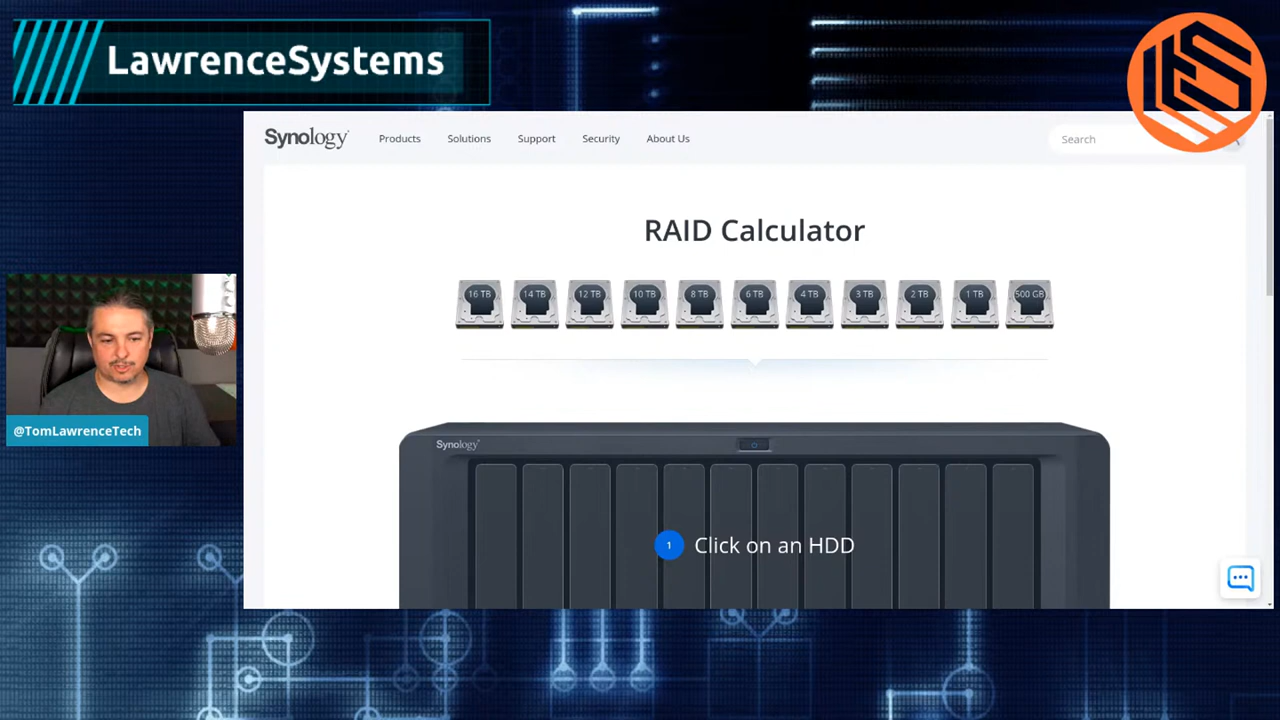 LawrenceSystems
Synology
Products
Solutions
Support
Security
About Us
Search
RAID Calculator
16 TB
14 TB
12 TB
10 TB
8 TB
6 TB
4 TB
3 TB
2 TB
1 TB
500 GB
Synology
1 Click on an HDD
@TomLawrenceTech